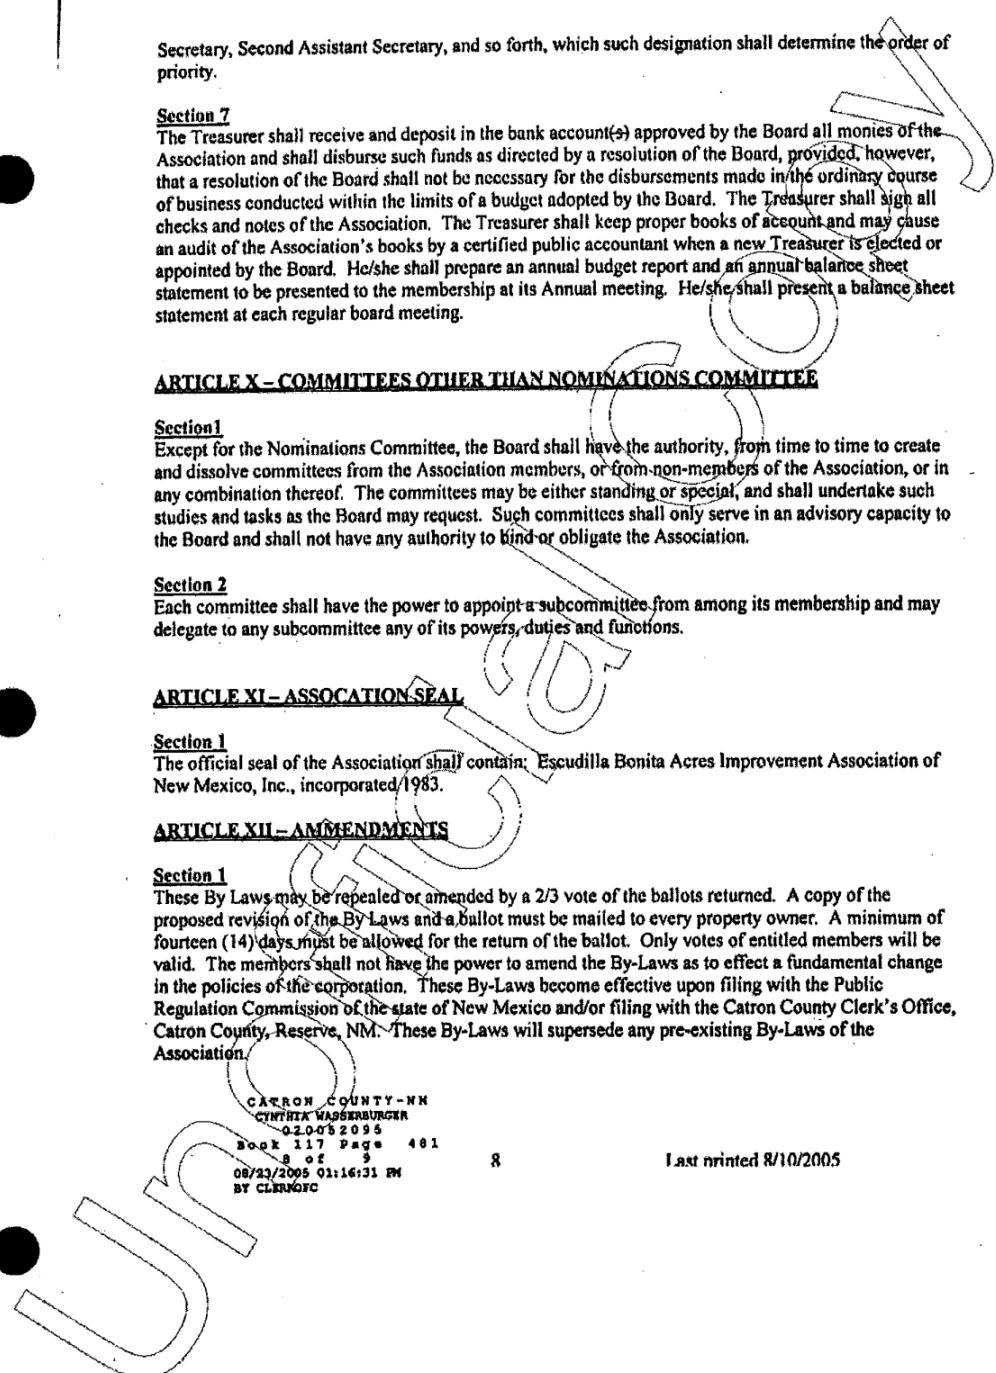 Secretary, Second Assistant Secretary, and so forth, which such designation shall determine the order of
priority.
Section 7
The Treasurer shall receive and deposit in the bank account(s) approved by the Board all monies of the
Association and shall disburse such funds as directed by a resolution of the Board, provided, however,
that a resolution of the Board shall not be necessary for the disbursements made in the ordinary course
of business conducted within the limits of a budget adopted by the Board. The Treasurer shall sign all
checks and notes of the Association. The Treasurer shall keep proper books of account and may cause
an audit of the Association's books by a certified public accountant when a new Treasurer is elected or
appointed by the Board. He/she shall prepare an annual budget report and an annual balance sheet
statement to be presented to the membership at its Annual meeting. He/she shall present a balance sheet
statement at each regular board meeting.
ARTICLE X – COMMITTEES OTHER THAN NOMINATIONS COMMITTEE
Section1
Except for the Nominations Committee, the Board shall have the authority, from time to time to create
and dissolve committees from the Association members, or from non-members of the Association, or in
any combination thereof. The committees may be either standing or special, and shall undertake such
studies and tasks as the Board may request. Such committees shall only serve in an advisory capacity to
the Board and shall not have any authority to bind or obligate the Association.
Section 2
Each committee shall have the power to appoint a subcommittee from among its membership and may
delegate to any subcommittee any of its powers, duties and functions.
ARTICLE XI – ASSOCATION SEAL
Section 1
The official seal of the Association shall contain; Escudilla Bonita Acres Improvement Association of
New Mexico, Inc., incorporated 1983.
ARTICLE XII – AMMENDMENTS
Section 1
These By Laws may be repealed or amended by a 2/3 vote of the ballots returned. A copy of the
proposed revision of the By Laws and a ballot must be mailed to every property owner. A minimum of
fourteen (14) days must be allowed for the return of the ballot. Only votes of entitled members will be
valid. The members shall not have the power to amend the By-Laws as to effect a fundamental change
in the policies of the corporation. These By-Laws become effective upon filing with the Public
Regulation Commission of the state of New Mexico and/or filing with the Catron County Clerk's Office,
Catron County, Reserve, NM. These By-Laws will supersede any pre-existing By-Laws of the
Association.
CATRON COUNTY-NM
CYNTHIA WASSERBURGER
020052095
Book 117 Page 481
8 of 9
08/23/2005 01:16:31 PM
BY CLERKOFC
8
Last printed 8/10/2005
Unofficial Copy